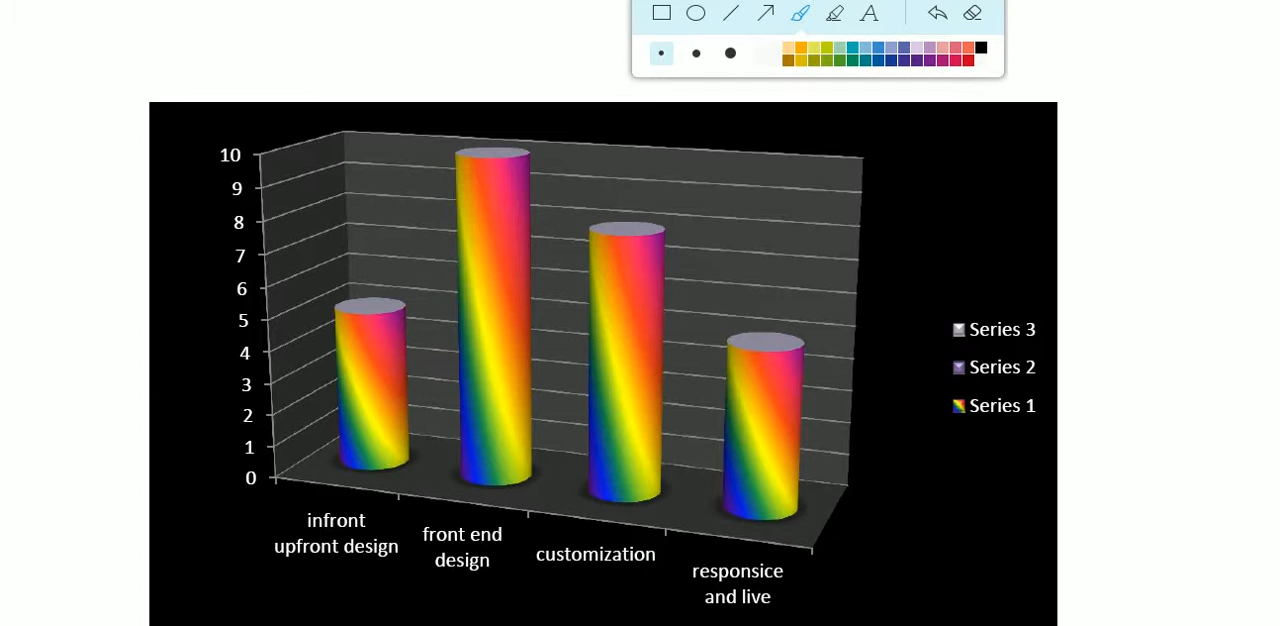 A
10
9
8
7
6
5
4
3
2
1
0
infront
upfront design
front end
design
customization
responsice
and live
Series 3
Series 2
Series 1